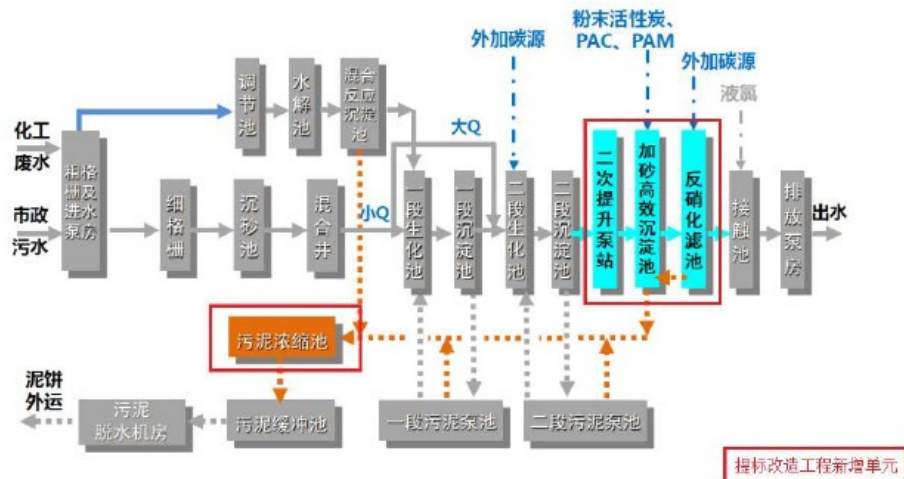 粉末活性炭、
PAC、PAM
外加碳源
外加碳源
液氯
调节池
水解池
混合
反应
沉淀
池
大Q
化工
废水
粗格
栅及
进水
泵房
市政
污水
细格栅
沉砂池
混合井
小Q
一段生化池
一段沉淀池
二段生化池
二段沉淀池
二次提升泵站
加砂高效沉淀池
反硝化滤池
接触池
排放泵房
出水
污泥浓缩池
泥饼
外运
污泥
脱水机房
污泥缓冲池
一段污泥泵池
二段污泥泵池
提标改造工程新增单元